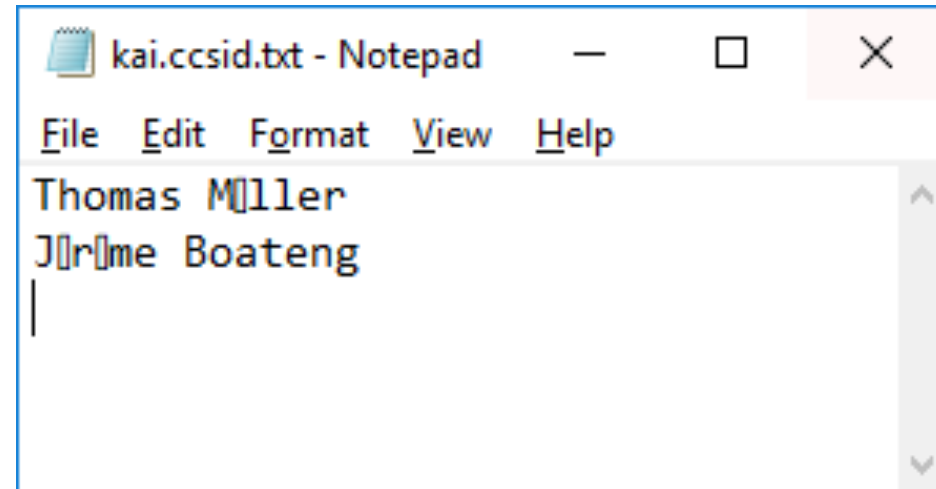 kai.ccsid.txt - Notepad
File Edit Format View Help
Thomas M▯ller
J▯r▯me Boateng